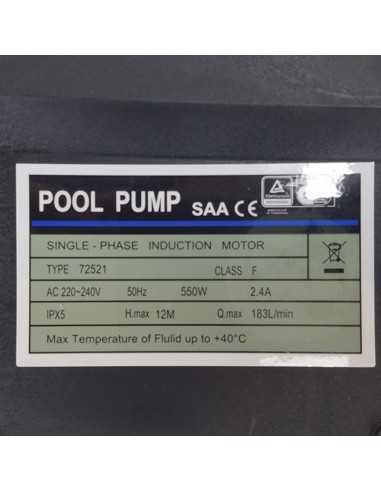 POOL PUMP SAA CE
SINGLE - PHASE INDUCTION MOTOR
TYPE 72521 CLASS F
AC 220~240V 50Hz 550W 2.4A
IPX5 H.max 12M Q.max 183L/min
Max Temperature of Flulid up to +40°C